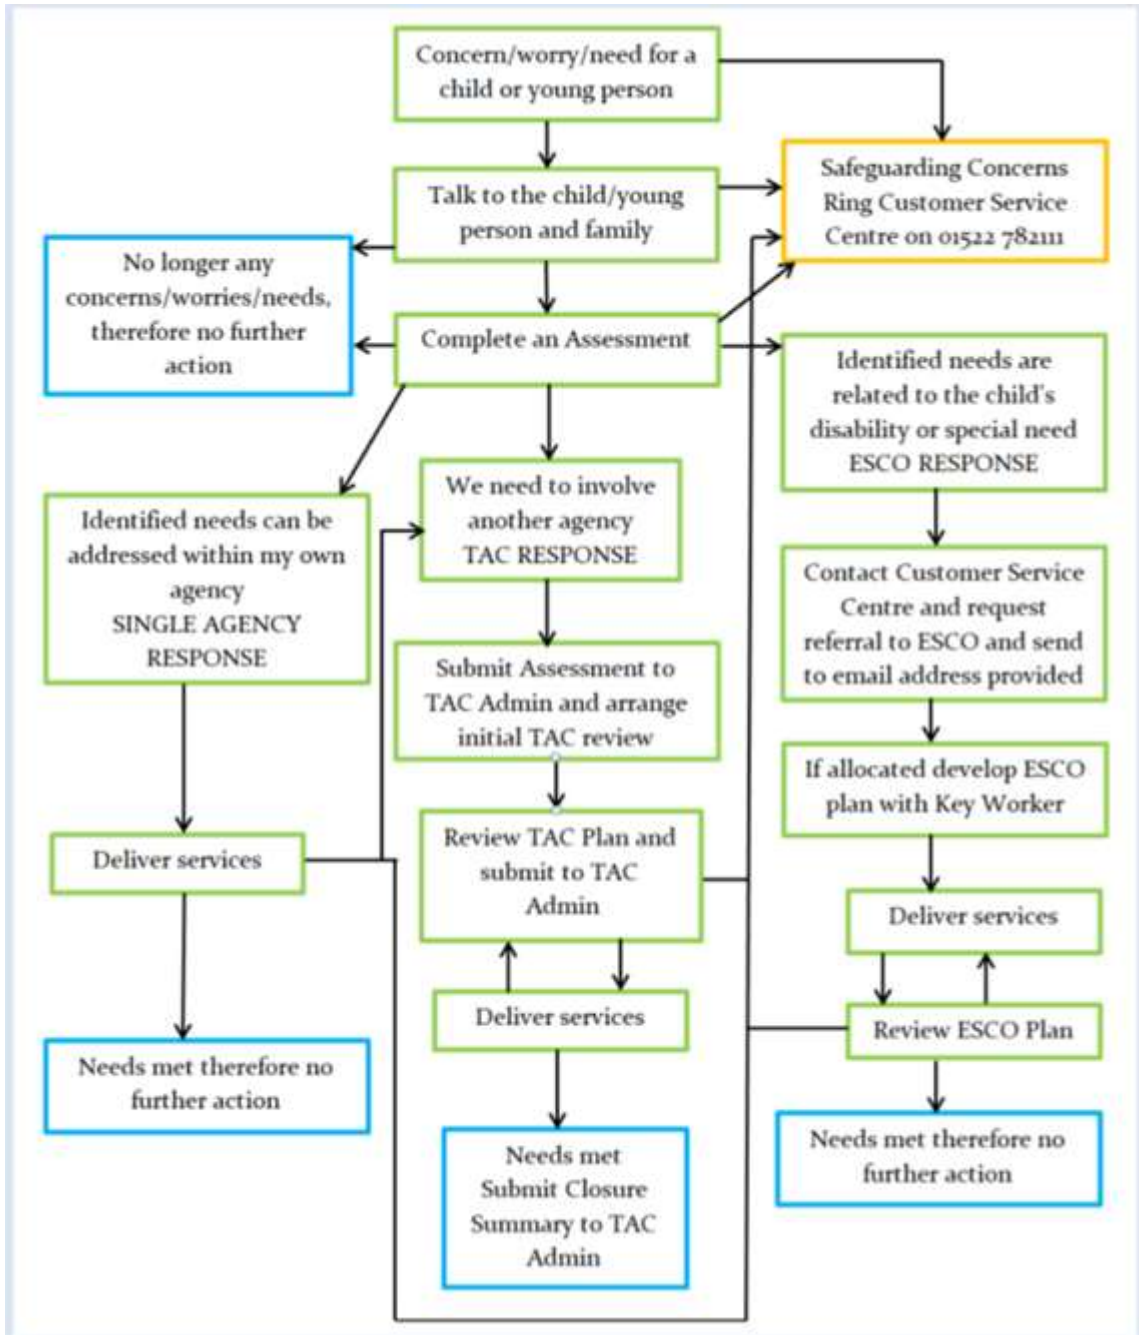 Concern/worry/need for a
child or young person
Talk to the child/young
person and family
Safeguarding Concerns
Ring Customer Service
Centre on 01522 782111
No longer any
concerns/worries/needs,
therefore no further
action
Complete an Assessment
Identified needs are
related to the child's
disability or special need
ESCO RESPONSE
Identified needs can be
addressed within my own
agency
SINGLE AGENCY
RESPONSE
We need to involve
another agency
TAC RESPONSE
Contact Customer Service
Centre and request
referral to ESCO and send
to email address provided
Submit Assessment to
TAC Admin and arrange
initial TAC review
If allocated develop ESCO
plan with Key Worker
Deliver services
Review TAC Plan and
submit to TAC
Admin
Deliver services
Deliver services
Review ESCO Plan
Needs met therefore no
further action
Needs met
Submit Closure
Summary to TAC
Admin
Needs met therefore no
further action